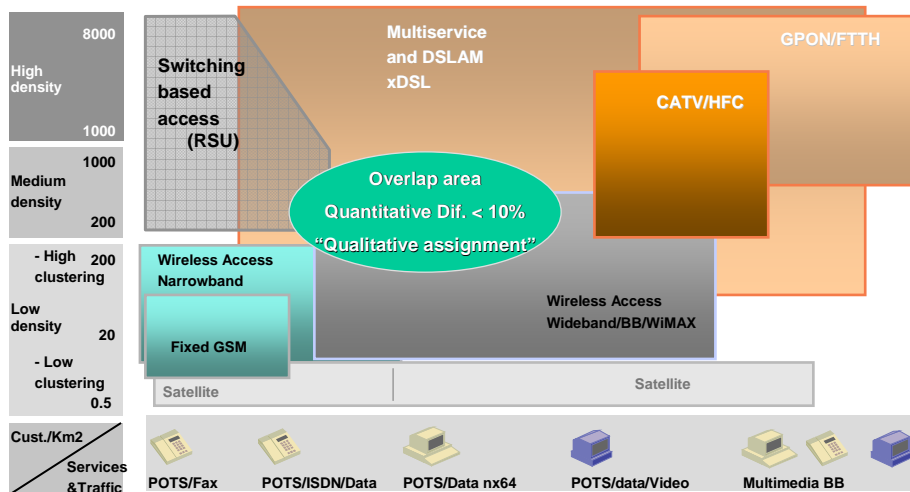 8000
High
density
1000
1000
Medium
density
200
- High 200
clustering
Low
density
20
- Low
clustering
0.5
Cust./Km2
Services
&Traffic
Switching
based
access
(RSU)
Multiservice
and DSLAM
xDSL
GPON/FTTH
CATV/HFC
Overlap area
Quantitative Dif. < 10%
“Qualitative assignment”
Wireless Access
Narrowband
Fixed GSM
Wireless Access
Wideband/BB/WiMAX
Satellite
Satellite
POTS/Fax
POTS/ISDN/Data
POTS/Data nx64
POTS/data/Video
Multimedia BB